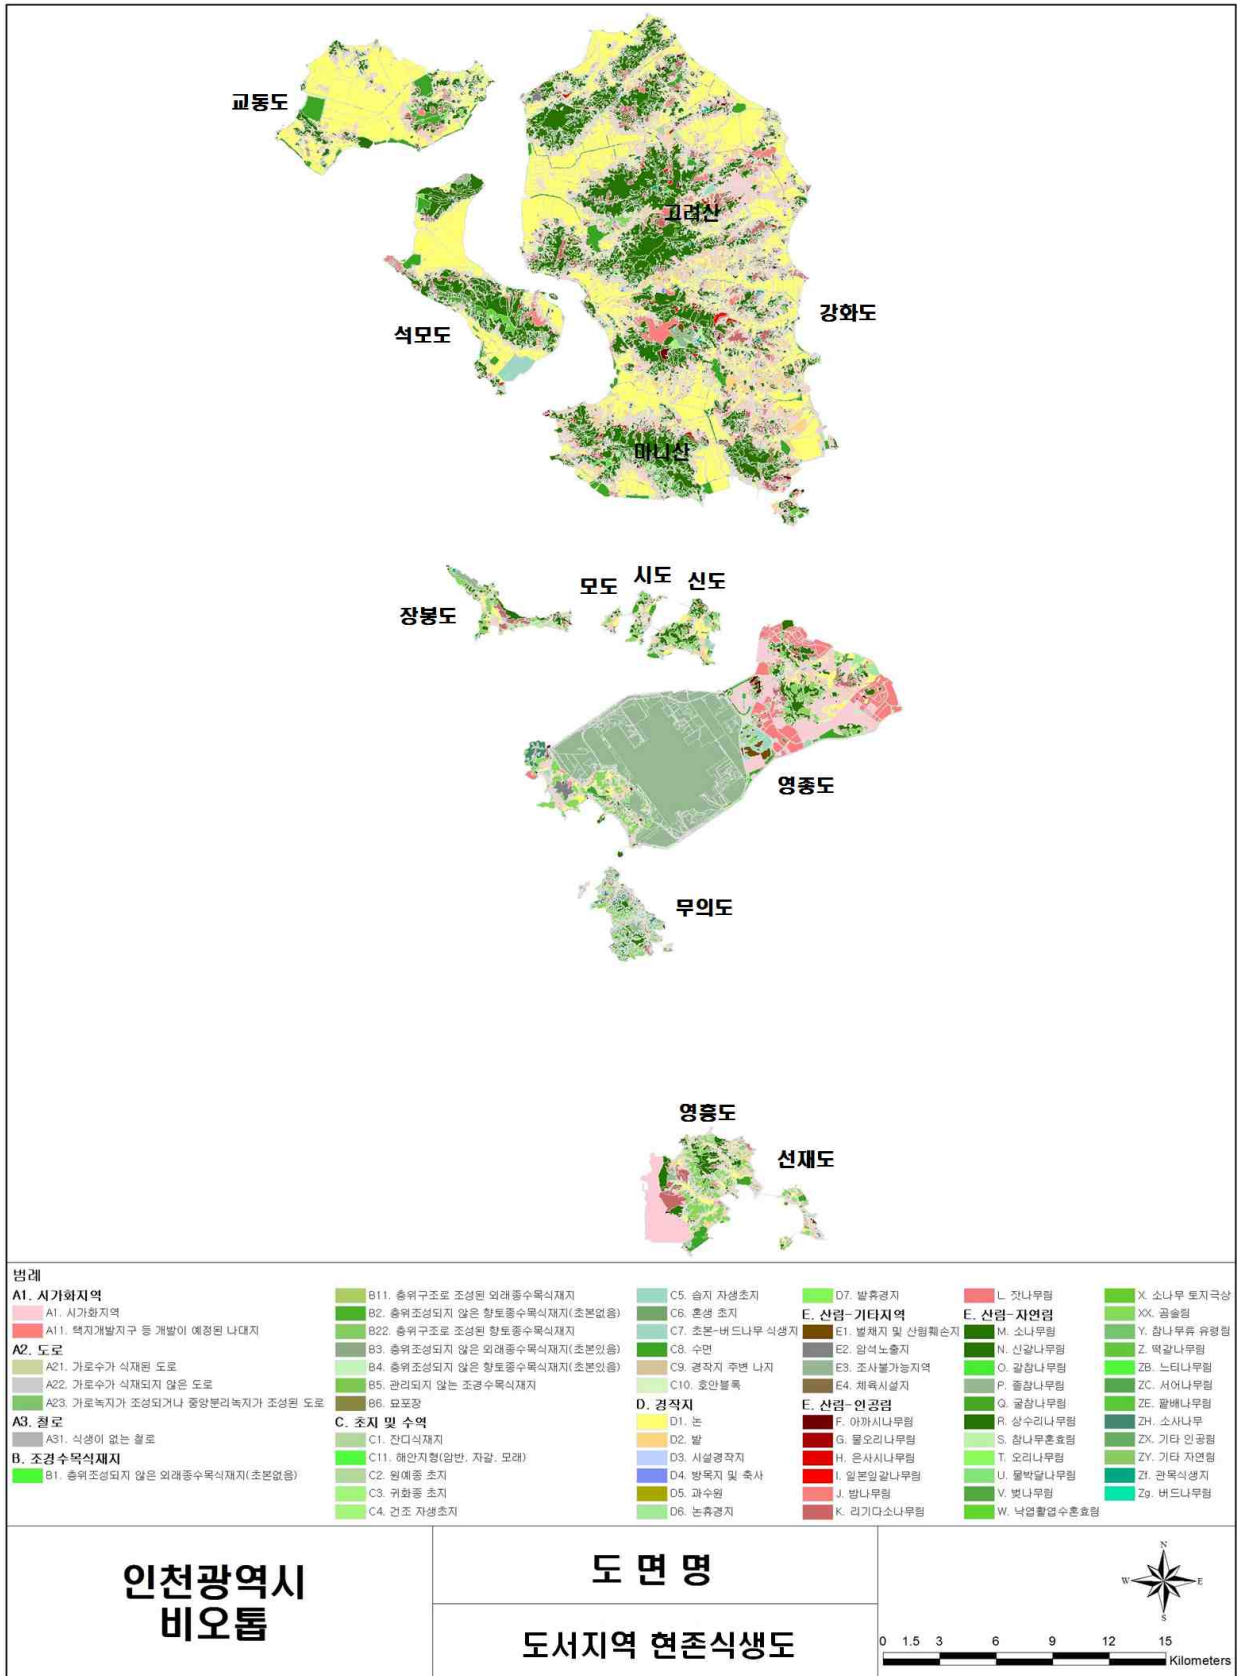 교동도
고려산
강화도
석모도
마니산
장봉도
모도
시도
신도
영종도
무의도
영흥도
선재도
범례
A1. 시가화지역
A1. 시가화지역
A11. 택지개발지구 등 개발이 예정된 나대지
A2. 도로
A21. 가로수가 식재된 도로
A22. 가로수가 식재되지 않은 도로
A23. 가로녹지가 조성되거나 중앙분리녹지가 조성된 도로
A3. 철로
A31. 식생이 없는 철로
B. 조경수목식재지
B1. 층위조성되지 않은 외래종수목식재지(초본없음)
B11. 층위구조로 조성된 외래종수목식재지
B2. 층위조성되지 않은 향토종수목식재지(초본없음)
B22. 층위구조로 조성된 향토종수목식재지
B3. 층위조성되지 않은 외래종수목식재지(초본있음)
B4. 층위조성되지 않은 향토종수목식재지(초본있음)
B5. 관리되지 않는 조경수목식재지
B6. 묘포장
C. 초지 및 수역
C1. 잔디식재지
C11. 해안지형(암반, 자갈, 모래)
C2. 원예종 초지
C3. 귀화종 초지
C4. 건조 자생초지
C5. 습지 자생초지
C6. 혼생 초지
C7. 초본-버드나무 식생지
C8. 수면
C9. 경작지 주변 나지
C10. 호안블록
D. 경작지
D1. 논
D2. 밭
D3. 시설경작지
D4. 방목지 및 축사
D5. 과수원
D6. 논휴경지
D7. 밭휴경지
E. 산림-기타지역
E1. 벌채지 및 산림훼손지
E2. 암석노출지
E3. 조사불가능지역
E4. 체육시설지
E. 산림-인공림
F. 아까시나무림
G. 물오리나무림
H. 은사시나무림
I. 일본잎갈나무림
J. 밤나무림
K. 리기다소나무림
L. 잣나무림
E. 산림-자연림
M. 소나무림
N. 신갈나무림
O. 갈참나무림
P. 졸참나무림
Q. 굴참나무림
R. 상수리나무림
S. 참나무혼효림
T. 오리나무림
U. 물박달나무림
V. 벚나무림
W. 낙엽활엽수혼효림
X. 소나무 토지극상
XX. 곰솔림
Y. 참나무류 유령림
Z. 떡갈나무림
ZB. 느티나무림
ZC. 서어나무림
ZE. 팥배나무림
ZH. 소사나무
ZX. 기타 인공림
ZY. 기타 자연림
Zf. 관목식생지
Zg. 버드나무림
인천광역시
비오톱
도 면 명
도서지역 현존식생도
N
W E
S
0 1.5 3 6 9 12 15
Kilometers